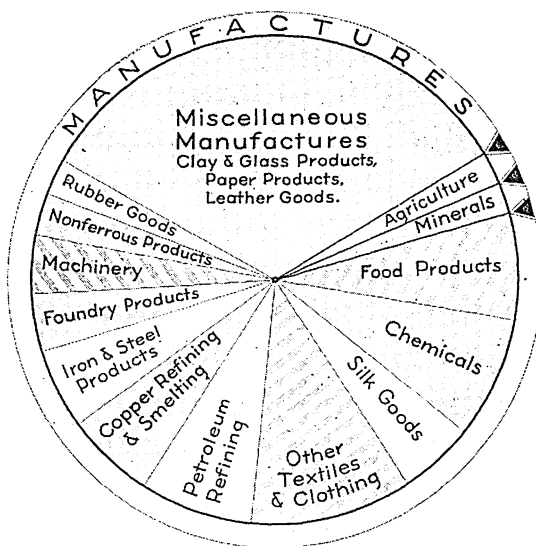 MANUFACTURES
Miscellaneous
Manufactures
Clay & Glass Products,
Paper Products,
Leather Goods.
Agriculture
Minerals
Food Products
Chemicals
Silk Goods
Other
Textiles
& Clothing
Petroleum
Refining
Copper Refining
& Smelting
Iron & Steel
Products
Foundry Products
Machinery
Nonferrous Products
Rubber Goods